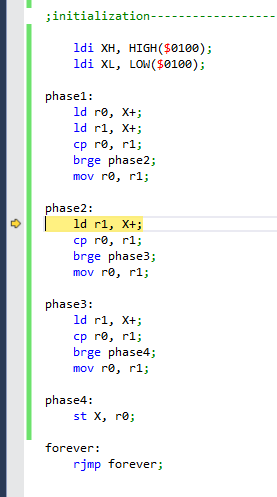 ;initialization-----------------
ldi XH, HIGH($0100);
ldi XL, LOW($0100);
phase1:
ld r0, X+;
ld r1, X+;
cp r0, r1;
brge phase2;
mov r0, r1;
phase2:
ld r1, X+;
cp r0, r1;
brge phase3;
mov r0, r1;
phase3:
ld r1, X+;
cp r0, r1;
brge phase4;
mov r0, r1;
phase4:
st X, r0;
forever:
rjmp forever;